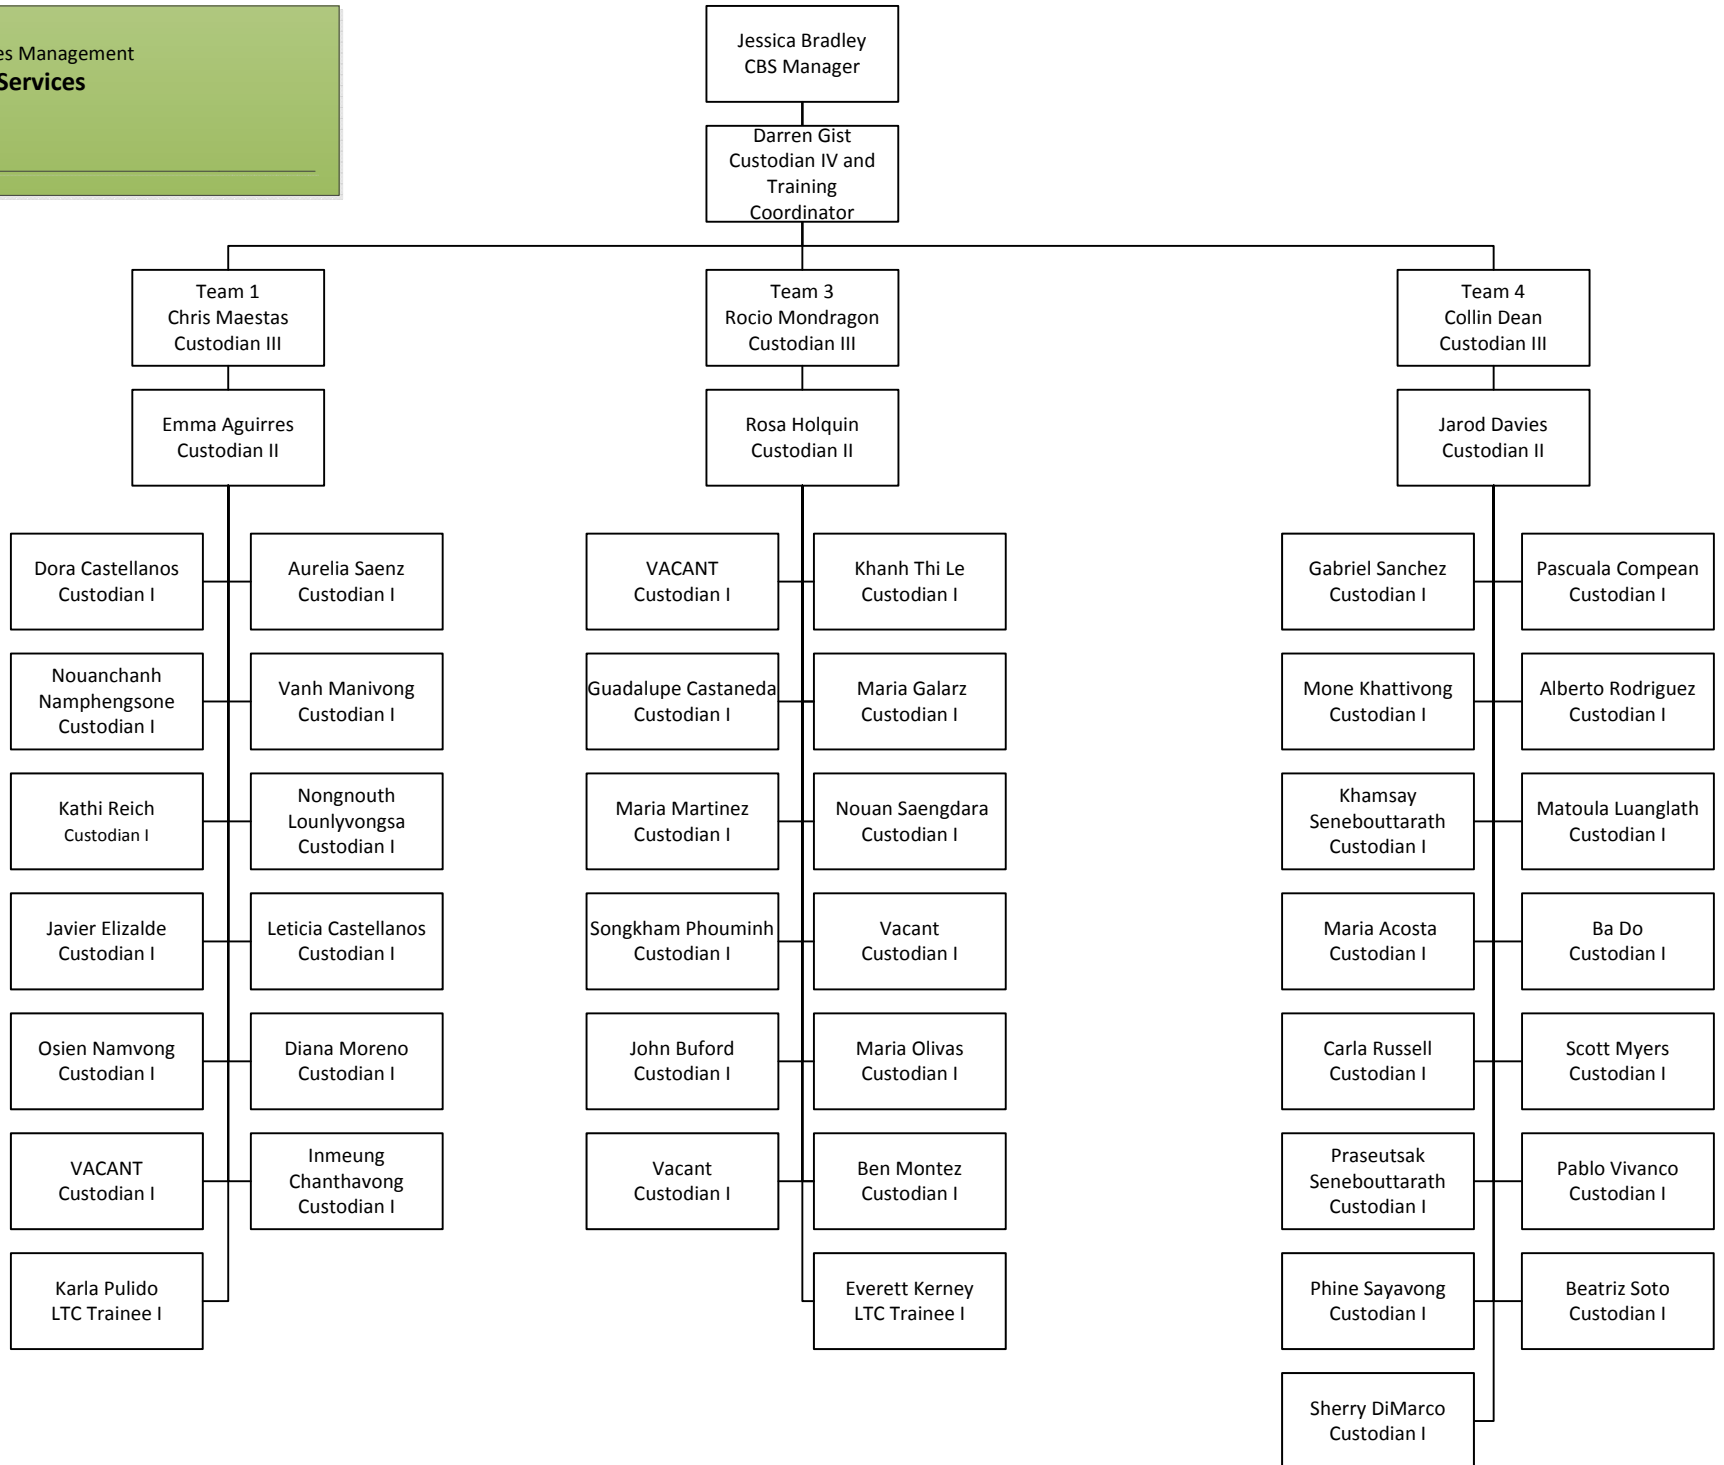 es Management
Services
Jessica Bradley
CBS Manager
Darren Gist
Custodian IV and
Training
Coordinator
Team 1
Chris Maestas
Custodian III
Team 3
Rocio Mondragon
Custodian III
Team 4
Collin Dean
Custodian III
Emma Aguirres
Custodian II
Rosa Holquin
Custodian II
Jarod Davies
Custodian II
Dora Castellanos
Custodian I
Aurelia Saenz
Custodian I
VACANT
Custodian I
Khanh Thi Le
Custodian I
Gabriel Sanchez
Custodian I
Pascuala Compean
Custodian I
Nouanchanh
Namphengsone
Custodian I
Vanh Manivong
Custodian I
Guadalupe Castaneda
Custodian I
Maria Galarz
Custodian I
Mone Khattivong
Custodian I
Alberto Rodriguez
Custodian I
Kathi Reich
Custodian I
Nongnouth
Lounlyvongsa
Custodian I
Maria Martinez
Custodian I
Nouan Saengdara
Custodian I
Khamsay
Senebouttarath
Custodian I
Matoula Luanglath
Custodian I
Javier Elizalde
Custodian I
Leticia Castellanos
Custodian I
Songkham Phouminh
Custodian I
Vacant
Custodian I
Maria Acosta
Custodian I
Ba Do
Custodian I
Osien Namvong
Custodian I
Diana Moreno
Custodian I
John Buford
Custodian I
Maria Olivas
Custodian I
Carla Russell
Custodian I
Scott Myers
Custodian I
VACANT
Custodian I
Inmeung
Chanthavong
Custodian I
Vacant
Custodian I
Ben Montez
Custodian I
Praseutsak
Senebouttarath
Custodian I
Pablo Vivanco
Custodian I
Karla Pulido
LTC Trainee I
Everett Kerney
LTC Trainee I
Phine Sayavong
Custodian I
Beatriz Soto
Custodian I
Sherry DiMarco
Custodian I